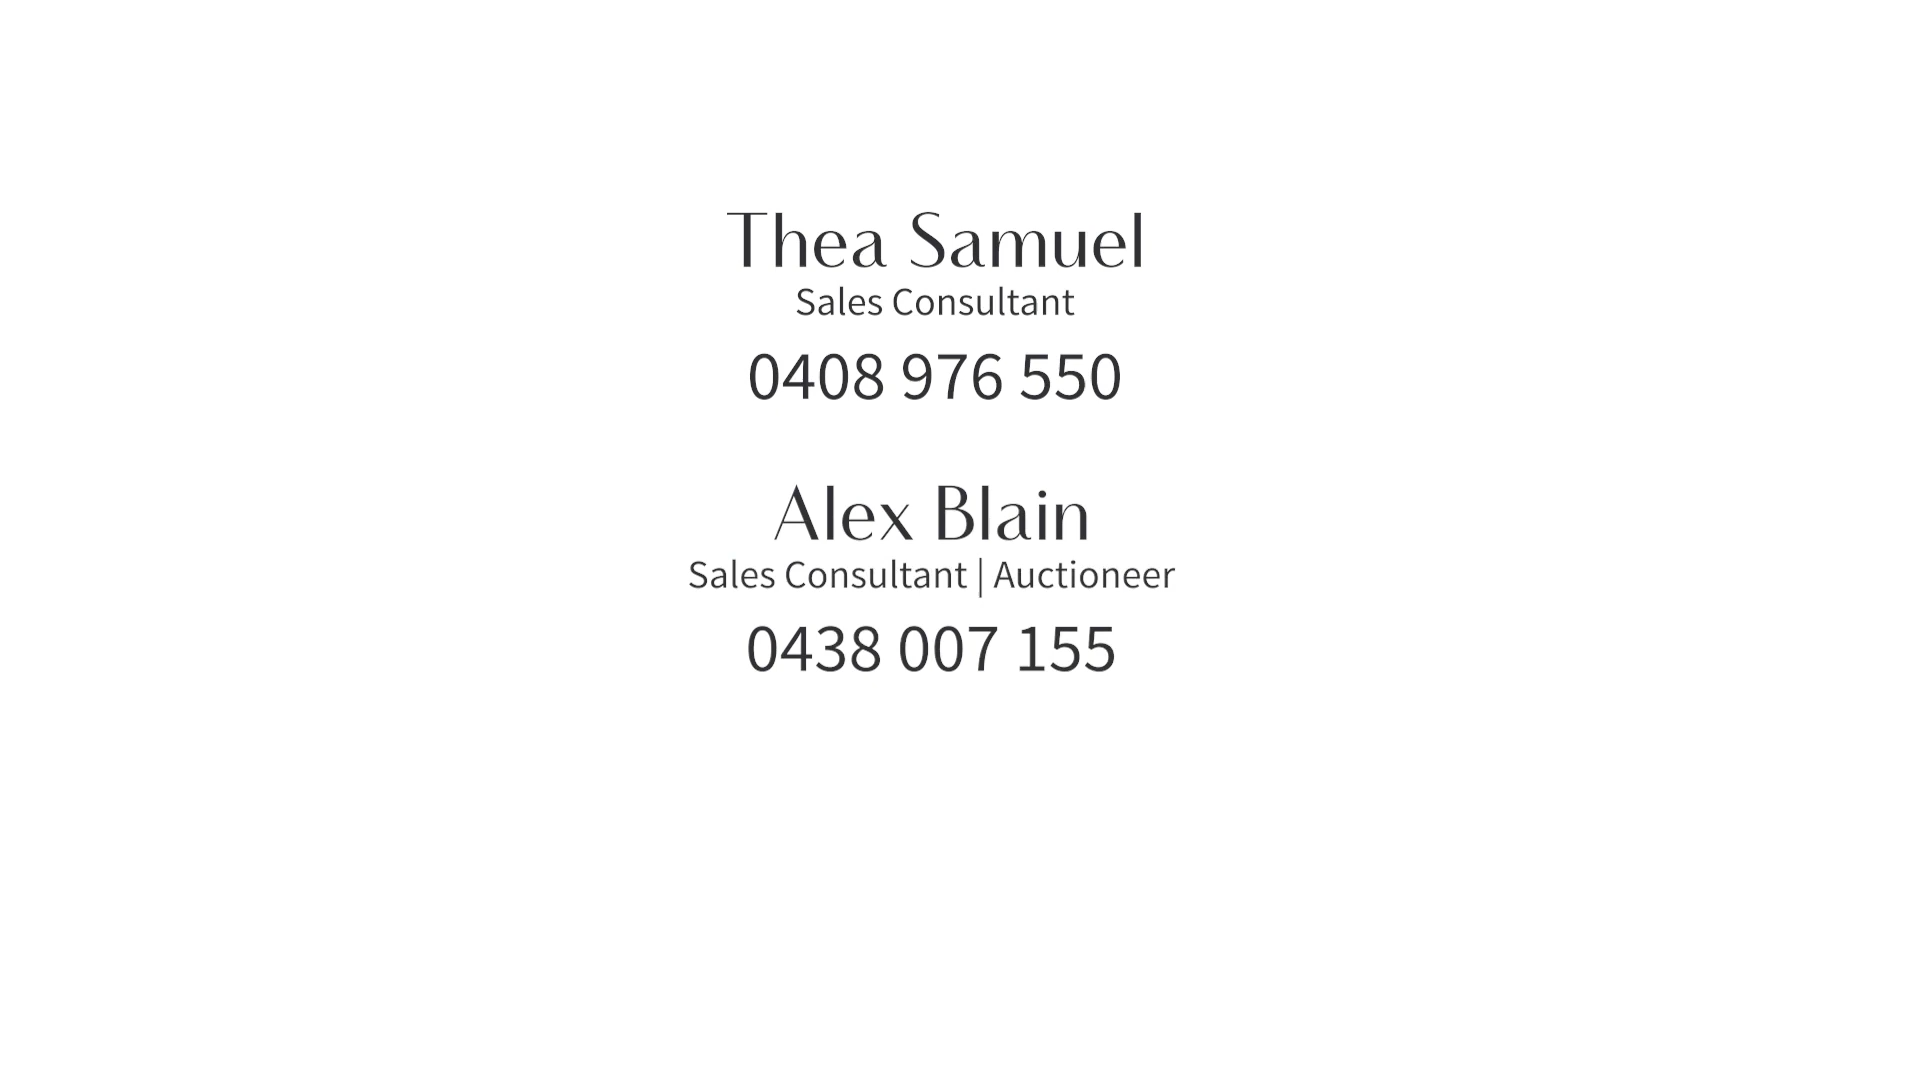 Thea Samuel
Sales Consultant
0408 976 550
Alex Blain
Sales Consultant | Auctioneer
0438 007 155